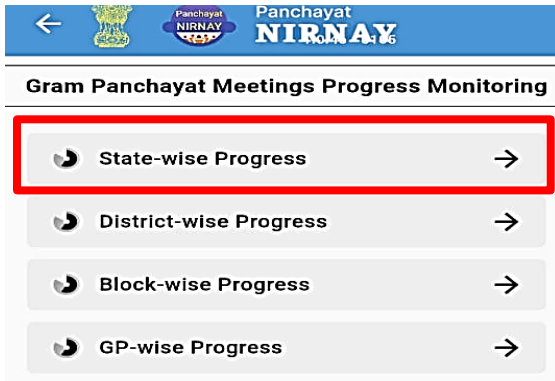 Panchayat
NIRNAY
Panchayat
NIRNAY
Gram Panchayat Meetings Progress Monitoring
State-wise Progress
District-wise Progress
Block-wise Progress
GP-wise Progress